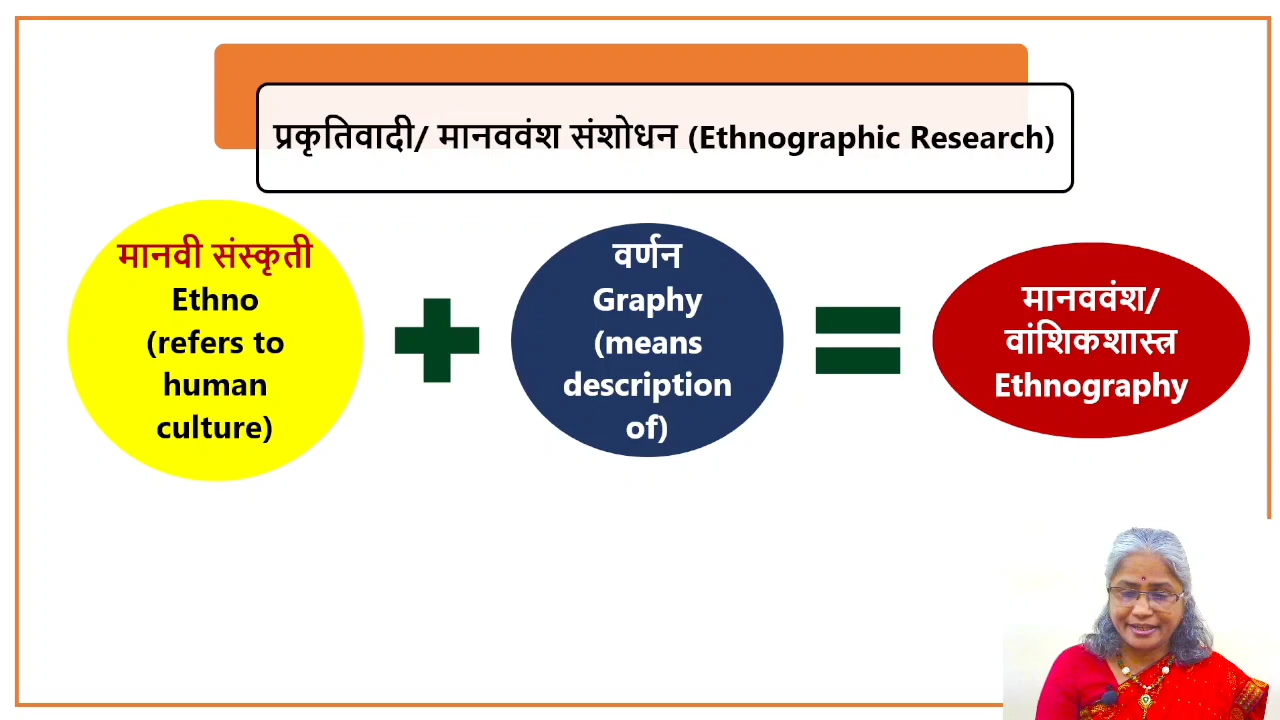 प्रकृतिवादी/ मानववंश संशोधन (Ethnographic Research)
मानवी संस्कृती
Ethno
(refers to
human
culture)
वर्णन
Graphy
(means
description
of)
मानववंश/
वांशिकशास्त्र
Ethnography